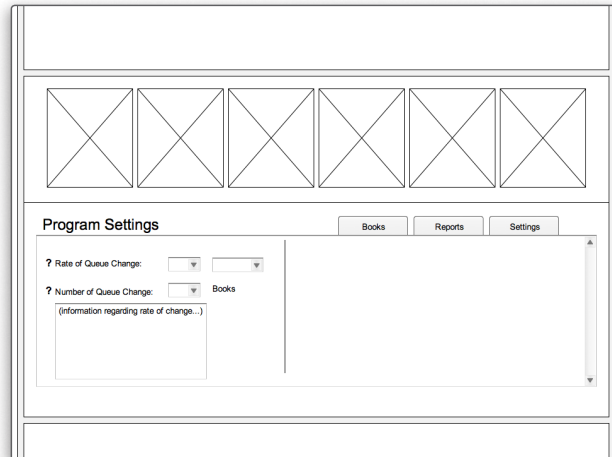 Program Settings
Books
Reports
Settings
? Rate of Queue Change:
? Number of Queue Change:
Books
(information regarding rate of change...)